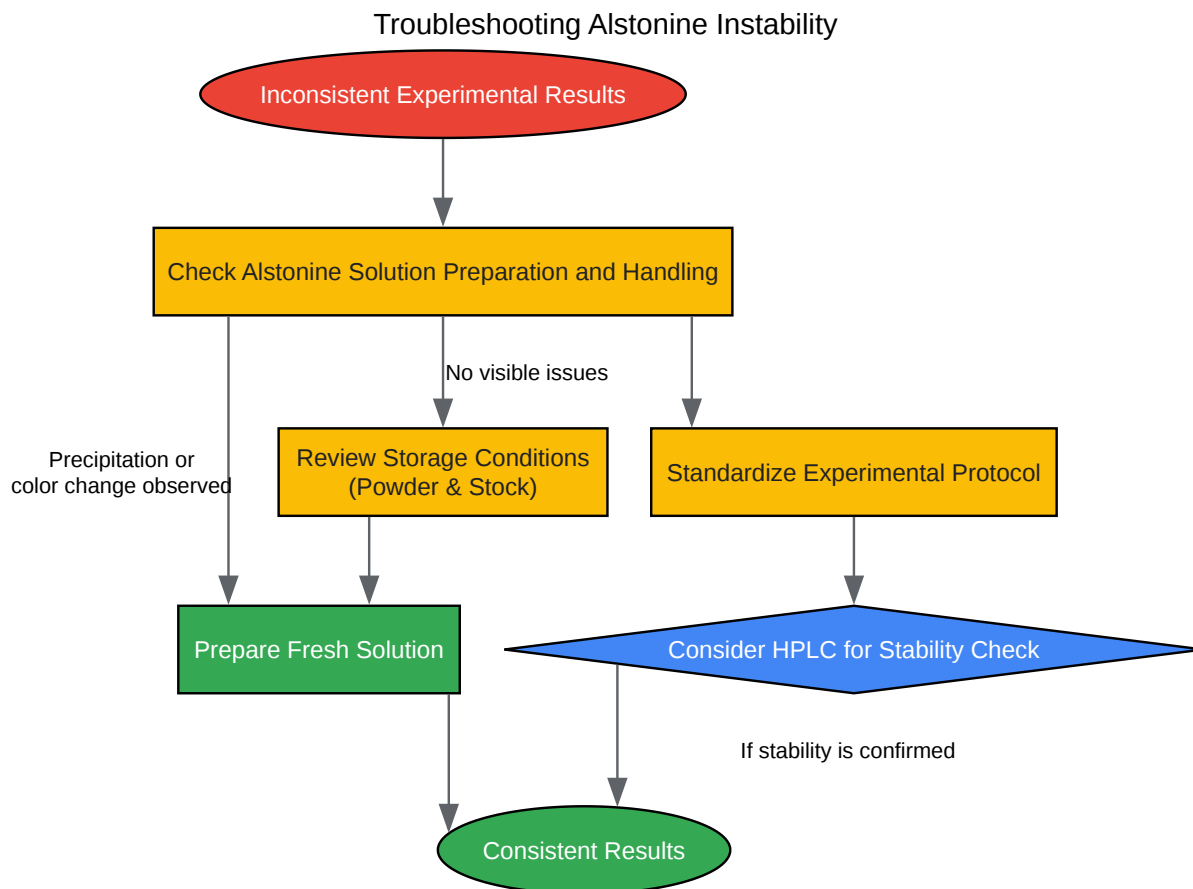 Troubleshooting Alstonine Instability
Inconsistent Experimental Results
Check Alstonine Solution Preparation and Handling
No visible issues
Precipitation or
color change observed
Review Storage Conditions
(Powder & Stock)
Standardize Experimental Protocol
Prepare Fresh Solution
Consider HPLC for Stability Check
If stability is confirmed
Consistent Results